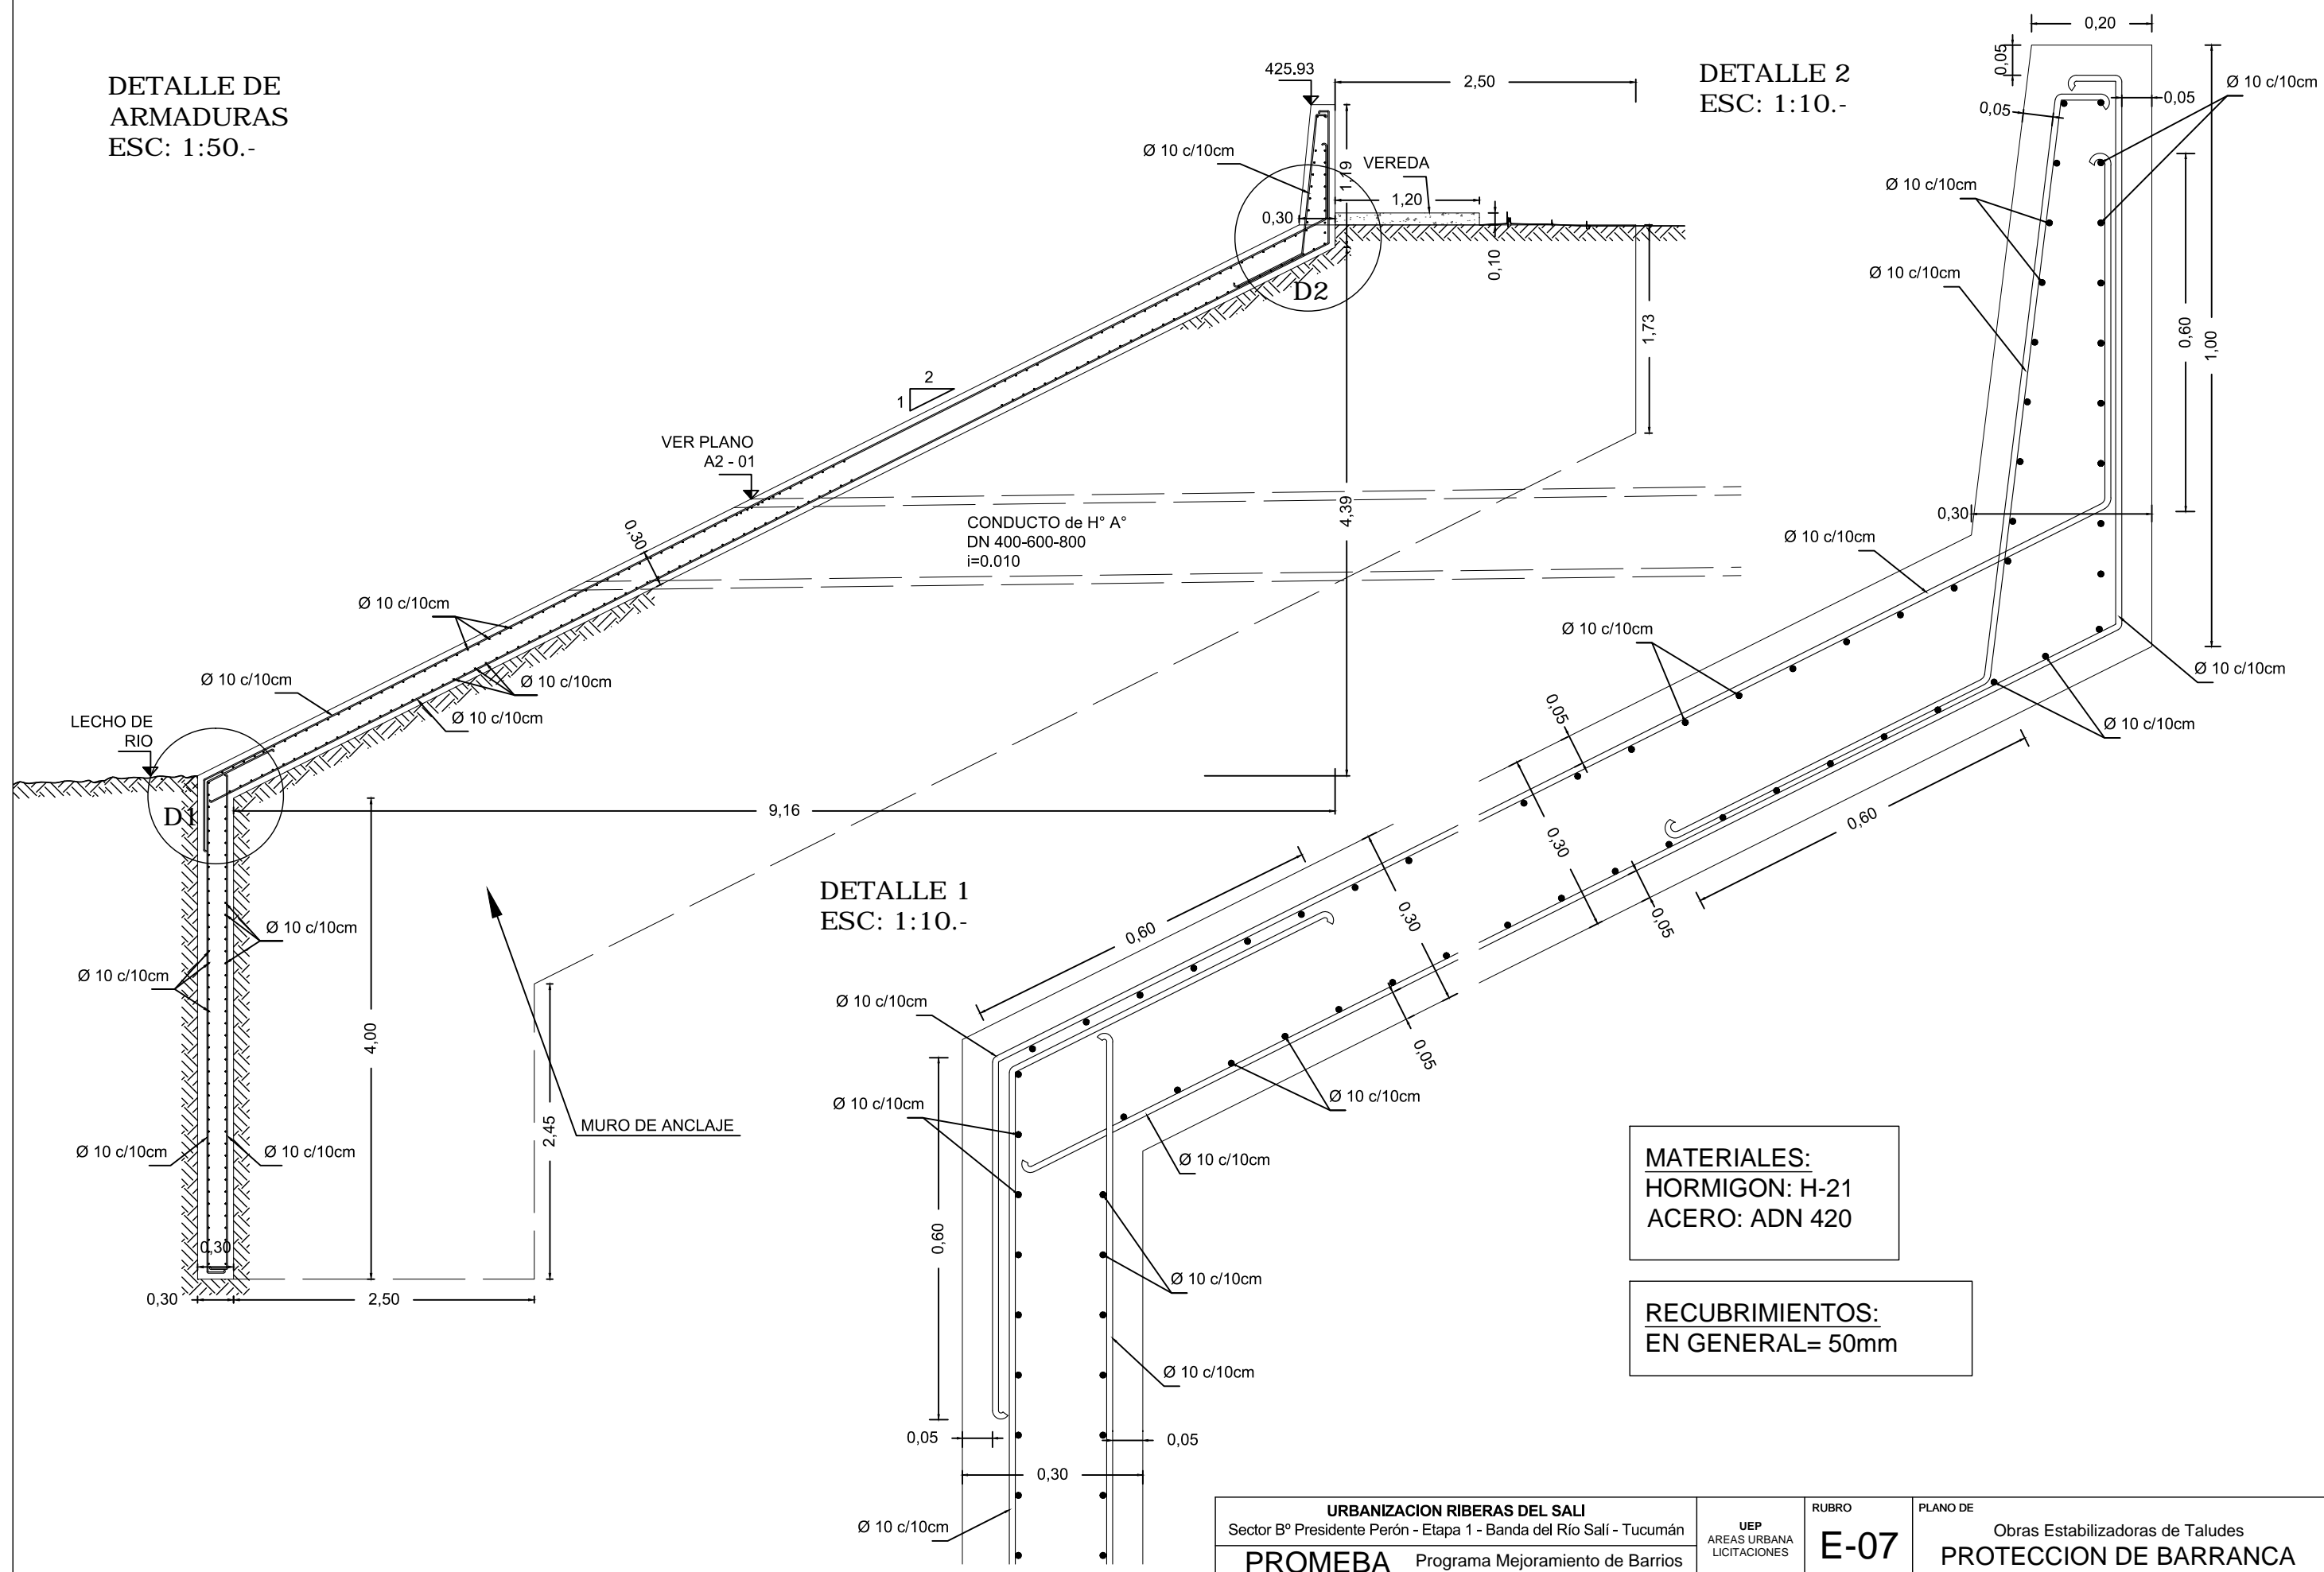 DETALLE DE
ARMADURAS
ESC: 1:50.-
425.93
2,50
Ø 10 c/10cm
1,19
VEREDA
1,20
0,30
0,10
D2
1,73
2
1
VER PLANO
A2 - 01
4,39
0,30
CONDUCTO de H° A°
DN 400-600-800
i=0.010
Ø 10 c/10cm
Ø 10 c/10cm
Ø 10 c/10cm
Ø 10 c/10cm
LECHO DE
RIO
D1
9,16
Ø 10 c/10cm
Ø 10 c/10cm
4,00
2,45
MURO DE ANCLAJE
Ø 10 c/10cm
Ø 10 c/10cm
0,30
0,30
2,50
DETALLE 2
ESC: 1:10.-
0,20
0,05
0,05
0,05
Ø 10 c/10cm
Ø 10 c/10cm
Ø 10 c/10cm
0,60
1,00
0,30
Ø 10 c/10cm
Ø 10 c/10cm
Ø 10 c/10cm
Ø 10 c/10cm
0,05
0,30
0,60
0,05
DETALLE 1
ESC: 1:10.-
0,60
0,30
Ø 10 c/10cm
0,05
Ø 10 c/10cm
Ø 10 c/10cm
Ø 10 c/10cm
0,60
Ø 10 c/10cm
Ø 10 c/10cm
0,05
0,05
0,30
Ø 10 c/10cm
MATERIALES:
HORMIGON: H-21
ACERO: ADN 420
RECUBRIMIENTOS:
EN GENERAL= 50mm
URBANIZACION RIBERAS DEL SALI
Sector Bº Presidente Perón - Etapa 1 - Banda del Río Salí - Tucumán
PROMEBA Programa Mejoramiento de Barrios
UEP
AREAS URBANA
LICITACIONES
RUBRO
E-07
PLANO DE
Obras Estabilizadoras de Taludes
PROTECCION DE BARRANCA